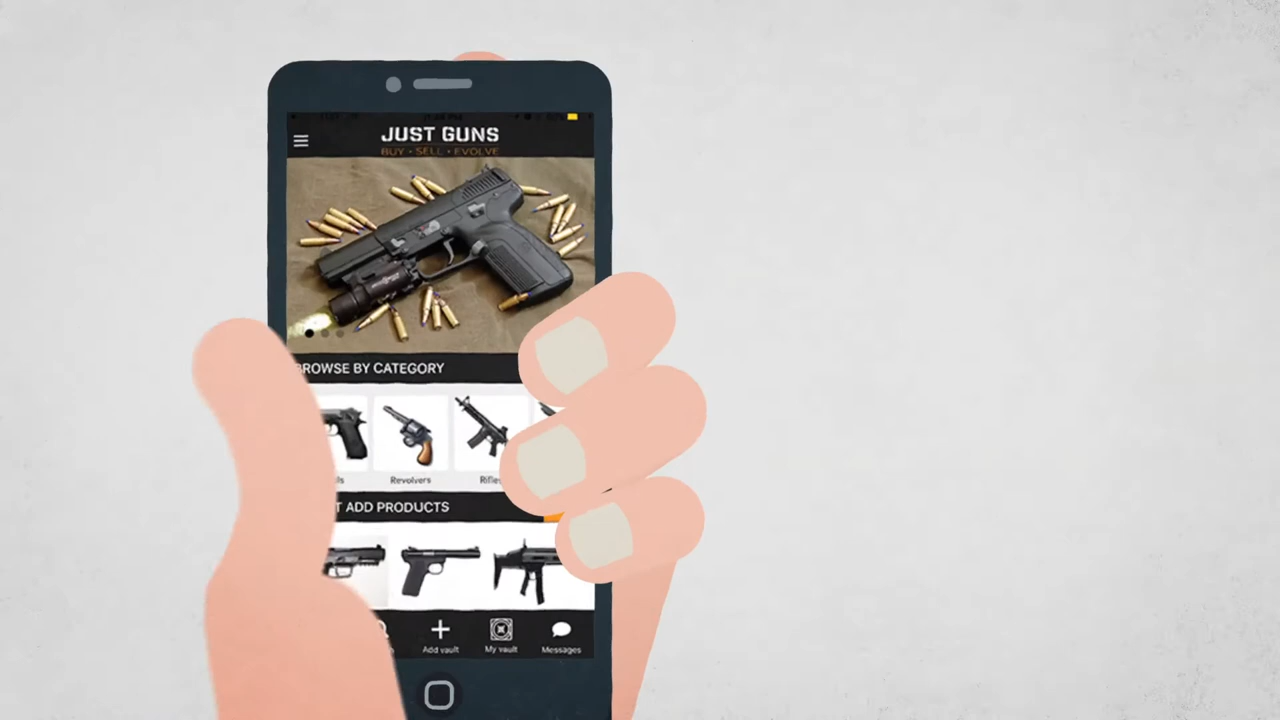 JUST GUNS
BUY • SELL • EVOLVE
BROWSE BY CATEGORY
Revolvers
ADD PRODUCTS
Add vault
My vault
Messages